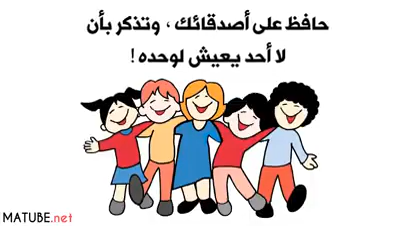 حافظ على أصدقائك ، وتذكر بأن
لا أحد يعيش لوحده !
MATUBE.net